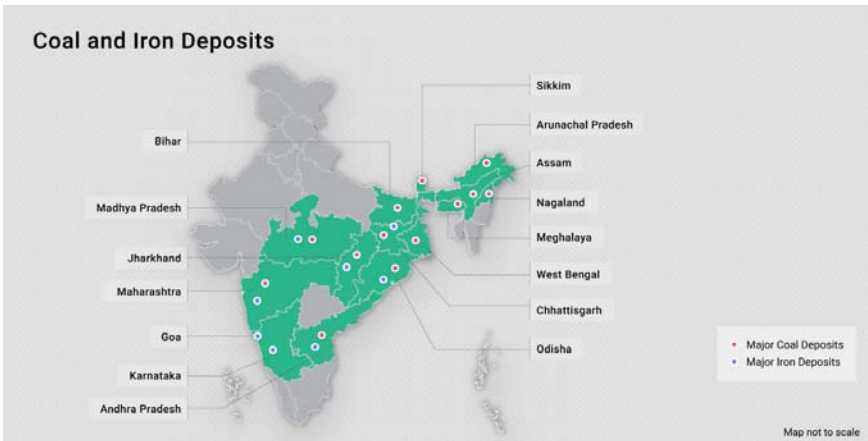 Coal and Iron Deposits
Sikkim
Arunachal Pradesh
Bihar
Assam
Madhya Pradesh
Nagaland
Meghalaya
Jharkhand
West Bengal
Maharashtra
Chhattisgarh
Goa
Odisha
Major Coal Deposits
Major Iron Deposits
Karnataka
Andhra Pradesh
Map not to scale